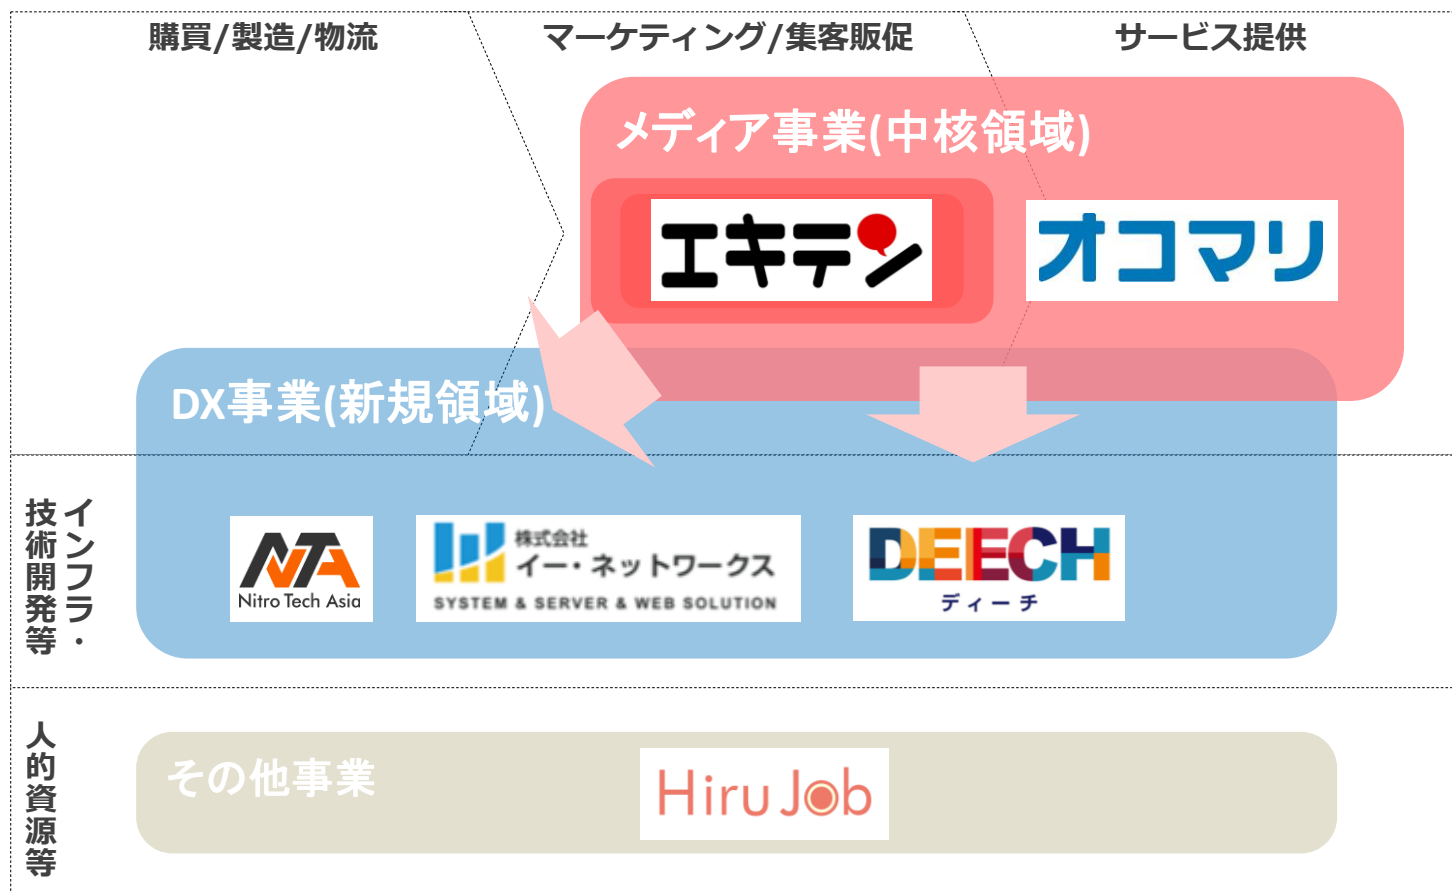 購買/製造/物流
マーケティング/集客販促
サービス提供
メディア事業(中核領域)
エキテン
オコマリ
DX事業(新規領域)
インフラ・
技術開発等
NTA
Nitro Tech Asia
株式会社
イー・ネットワークス
SYSTEM & SERVER & WEB SOLUTION
DEECH
ディーチ
人的資源等
その他事業
Hiru Job